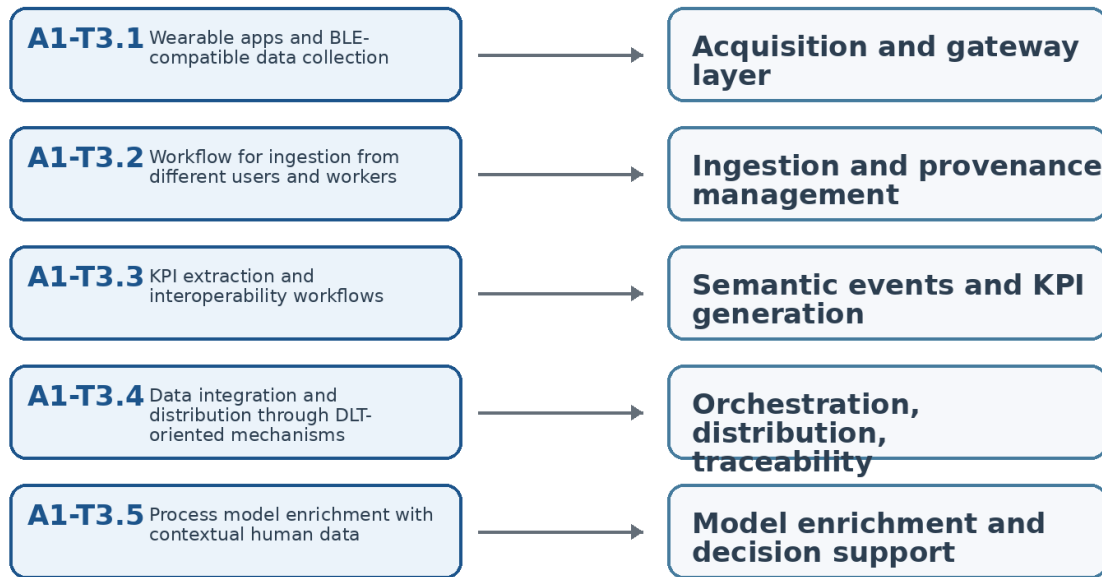 A1-T3.1 Wearable apps and BLE-
compatible data collection
Acquisition and gateway
layer
A1-T3.2 Workflow for ingestion from
different users and workers
Ingestion and provenance
management
A1-T3.3 KPI extraction and
interoperability workflows
Semantic events and KPI
generation
A1-T3.4 Data integration and
distribution through DLT-
oriented mechanisms
Orchestration,
distribution,
traceability
A1-T3.5 Process model enrichment with
contextual human data
Model enrichment and
decision support